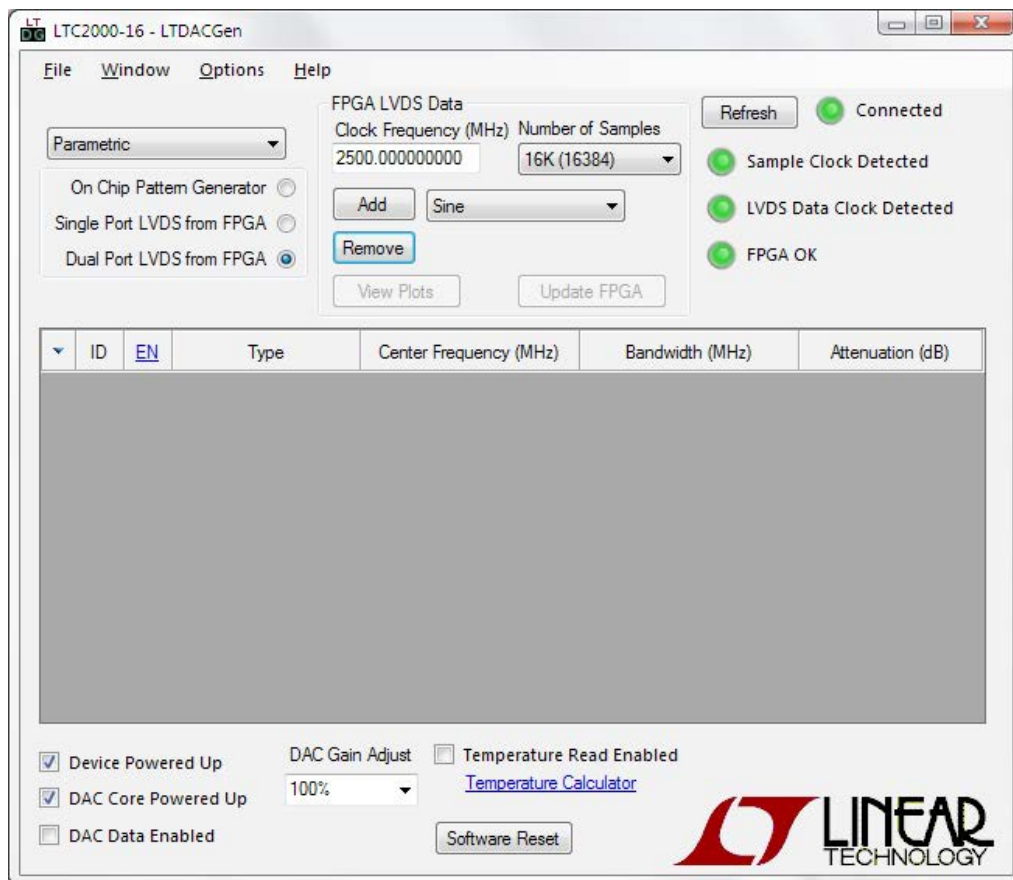 LT
DG LTC2000-16 - LTDACGen
File Window Options Help
Parametric
On Chip Pattern Generator
Single Port LVDS from FPGA
Dual Port LVDS from FPGA
FPGA LVDS Data
Clock Frequency (MHz) Number of Samples
2500.000000000 16K (16384)
Add Sine
Remove
View Plots Update FPGA
Refresh Connected
Sample Clock Detected
LVDS Data Clock Detected
FPGA OK
ID EN Type Center Frequency (MHz) Bandwidth (MHz) Attenuation (dB)
Device Powered Up
DAC Core Powered Up
DAC Data Enabled
DAC Gain Adjust
100%
Temperature Read Enabled
Temperature Calculator
Software Reset
LINEAR
TECHNOLOGY